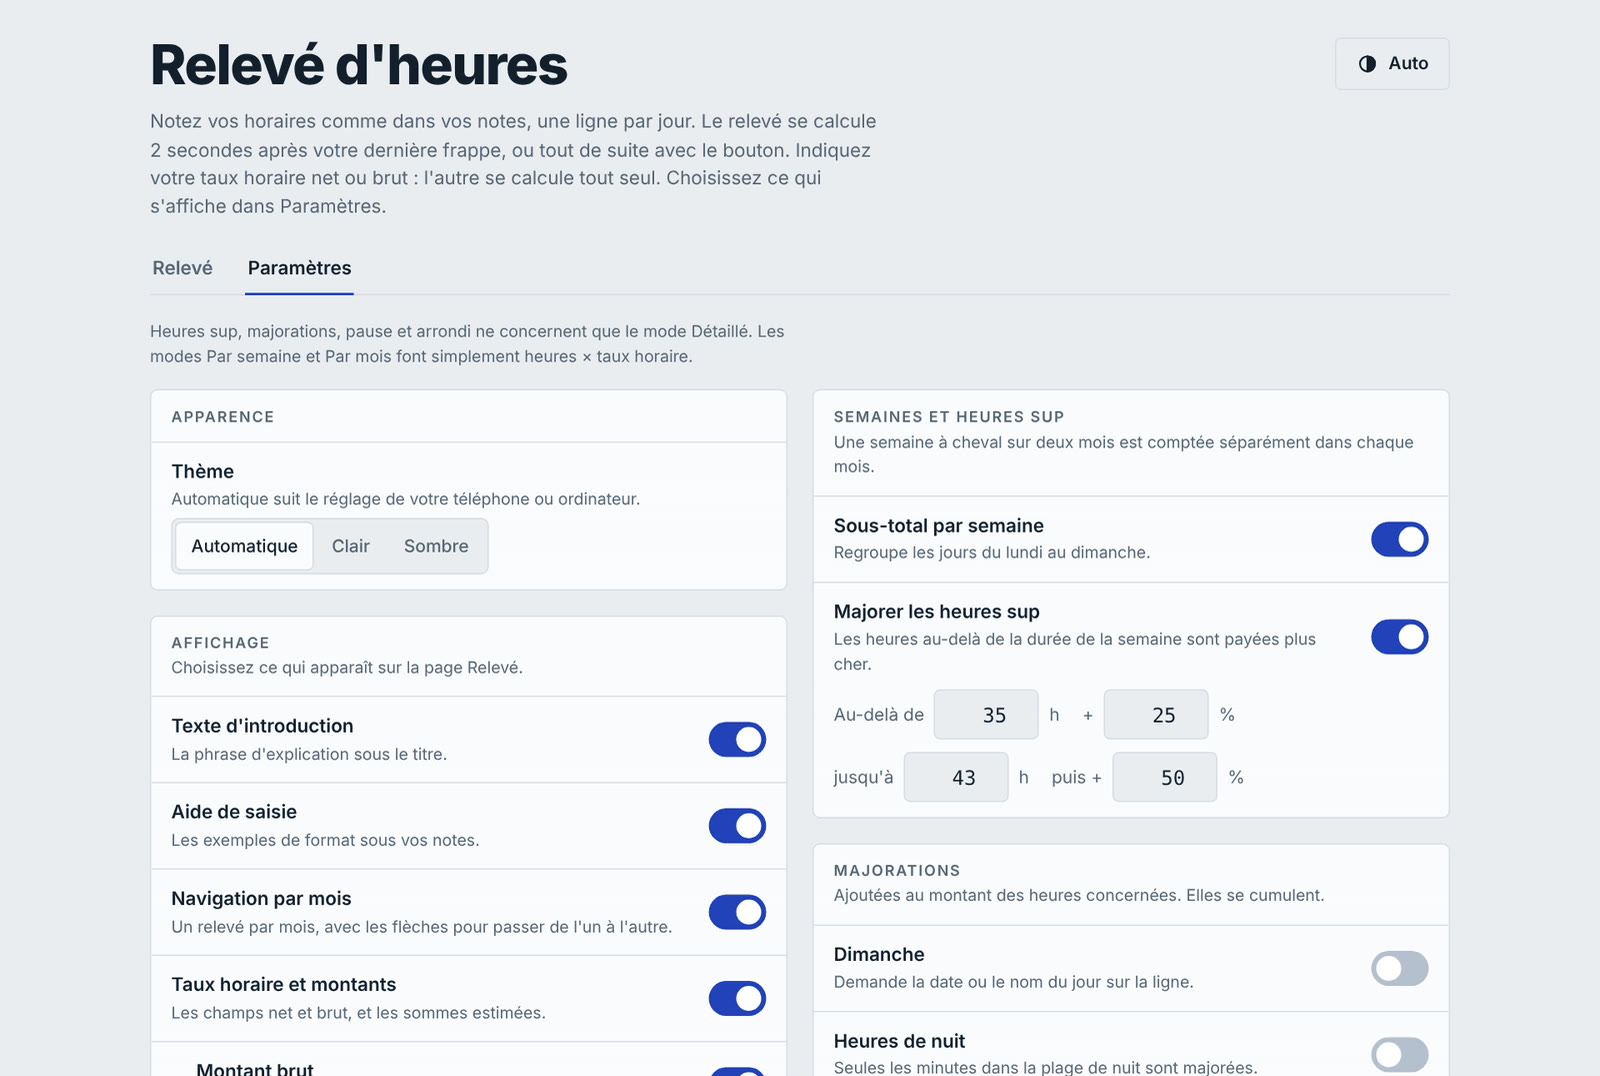 Relevé d'heures
Auto
Notez vos horaires comme dans vos notes, une ligne par jour. Le relevé se calcule
2 secondes après votre dernière frappe, ou tout de suite avec le bouton. Indiquez
votre taux horaire net ou brut : l'autre se calcule tout seul. Choisissez ce qui
s'affiche dans Paramètres.
Relevé
Paramètres
Heures sup, majorations, pause et arrondi ne concernent que le mode Détaillé. Les
modes Par semaine et Par mois font simplement heures × taux horaire.
APPARENCE
Thème
Automatique suit le réglage de votre téléphone ou ordinateur.
Automatique
Clair
Sombre
AFFICHAGE
Choisissez ce qui apparaît sur la page Relevé.
Texte d'introduction
La phrase d'explication sous le titre.
Aide de saisie
Les exemples de format sous vos notes.
Navigation par mois
Un relevé par mois, avec les flèches pour passer de l'un à l'autre.
Taux horaire et montants
Les champs net et brut, et les sommes estimées.
Montant brut
SEMAINES ET HEURES SUP
Une semaine à cheval sur deux mois est comptée séparément dans chaque
mois.
Sous-total par semaine
Regroupe les jours du lundi au dimanche.
Majorer les heures sup
Les heures au-delà de la durée de la semaine sont payées plus
cher.
Au-delà de 35 h + 25 %
jusqu'à 43 h puis + 50 %
MAJORATIONS
Ajoutées au montant des heures concernées. Elles se cumulent.
Dimanche
Demande la date ou le nom du jour sur la ligne.
Heures de nuit
Seules les minutes dans la plage de nuit sont majorées.